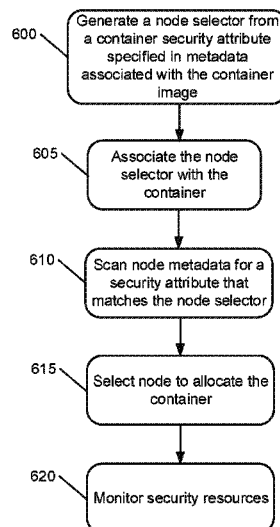 600
Generate a node selector from
a container security attribute
specified in metadata
associated with the container
image
605
Associate the node
selector with the
container
610
Scan node metadata for a
security attribute that
matches the node selector
615
Select node to allocate the
container
620
Monitor security resources